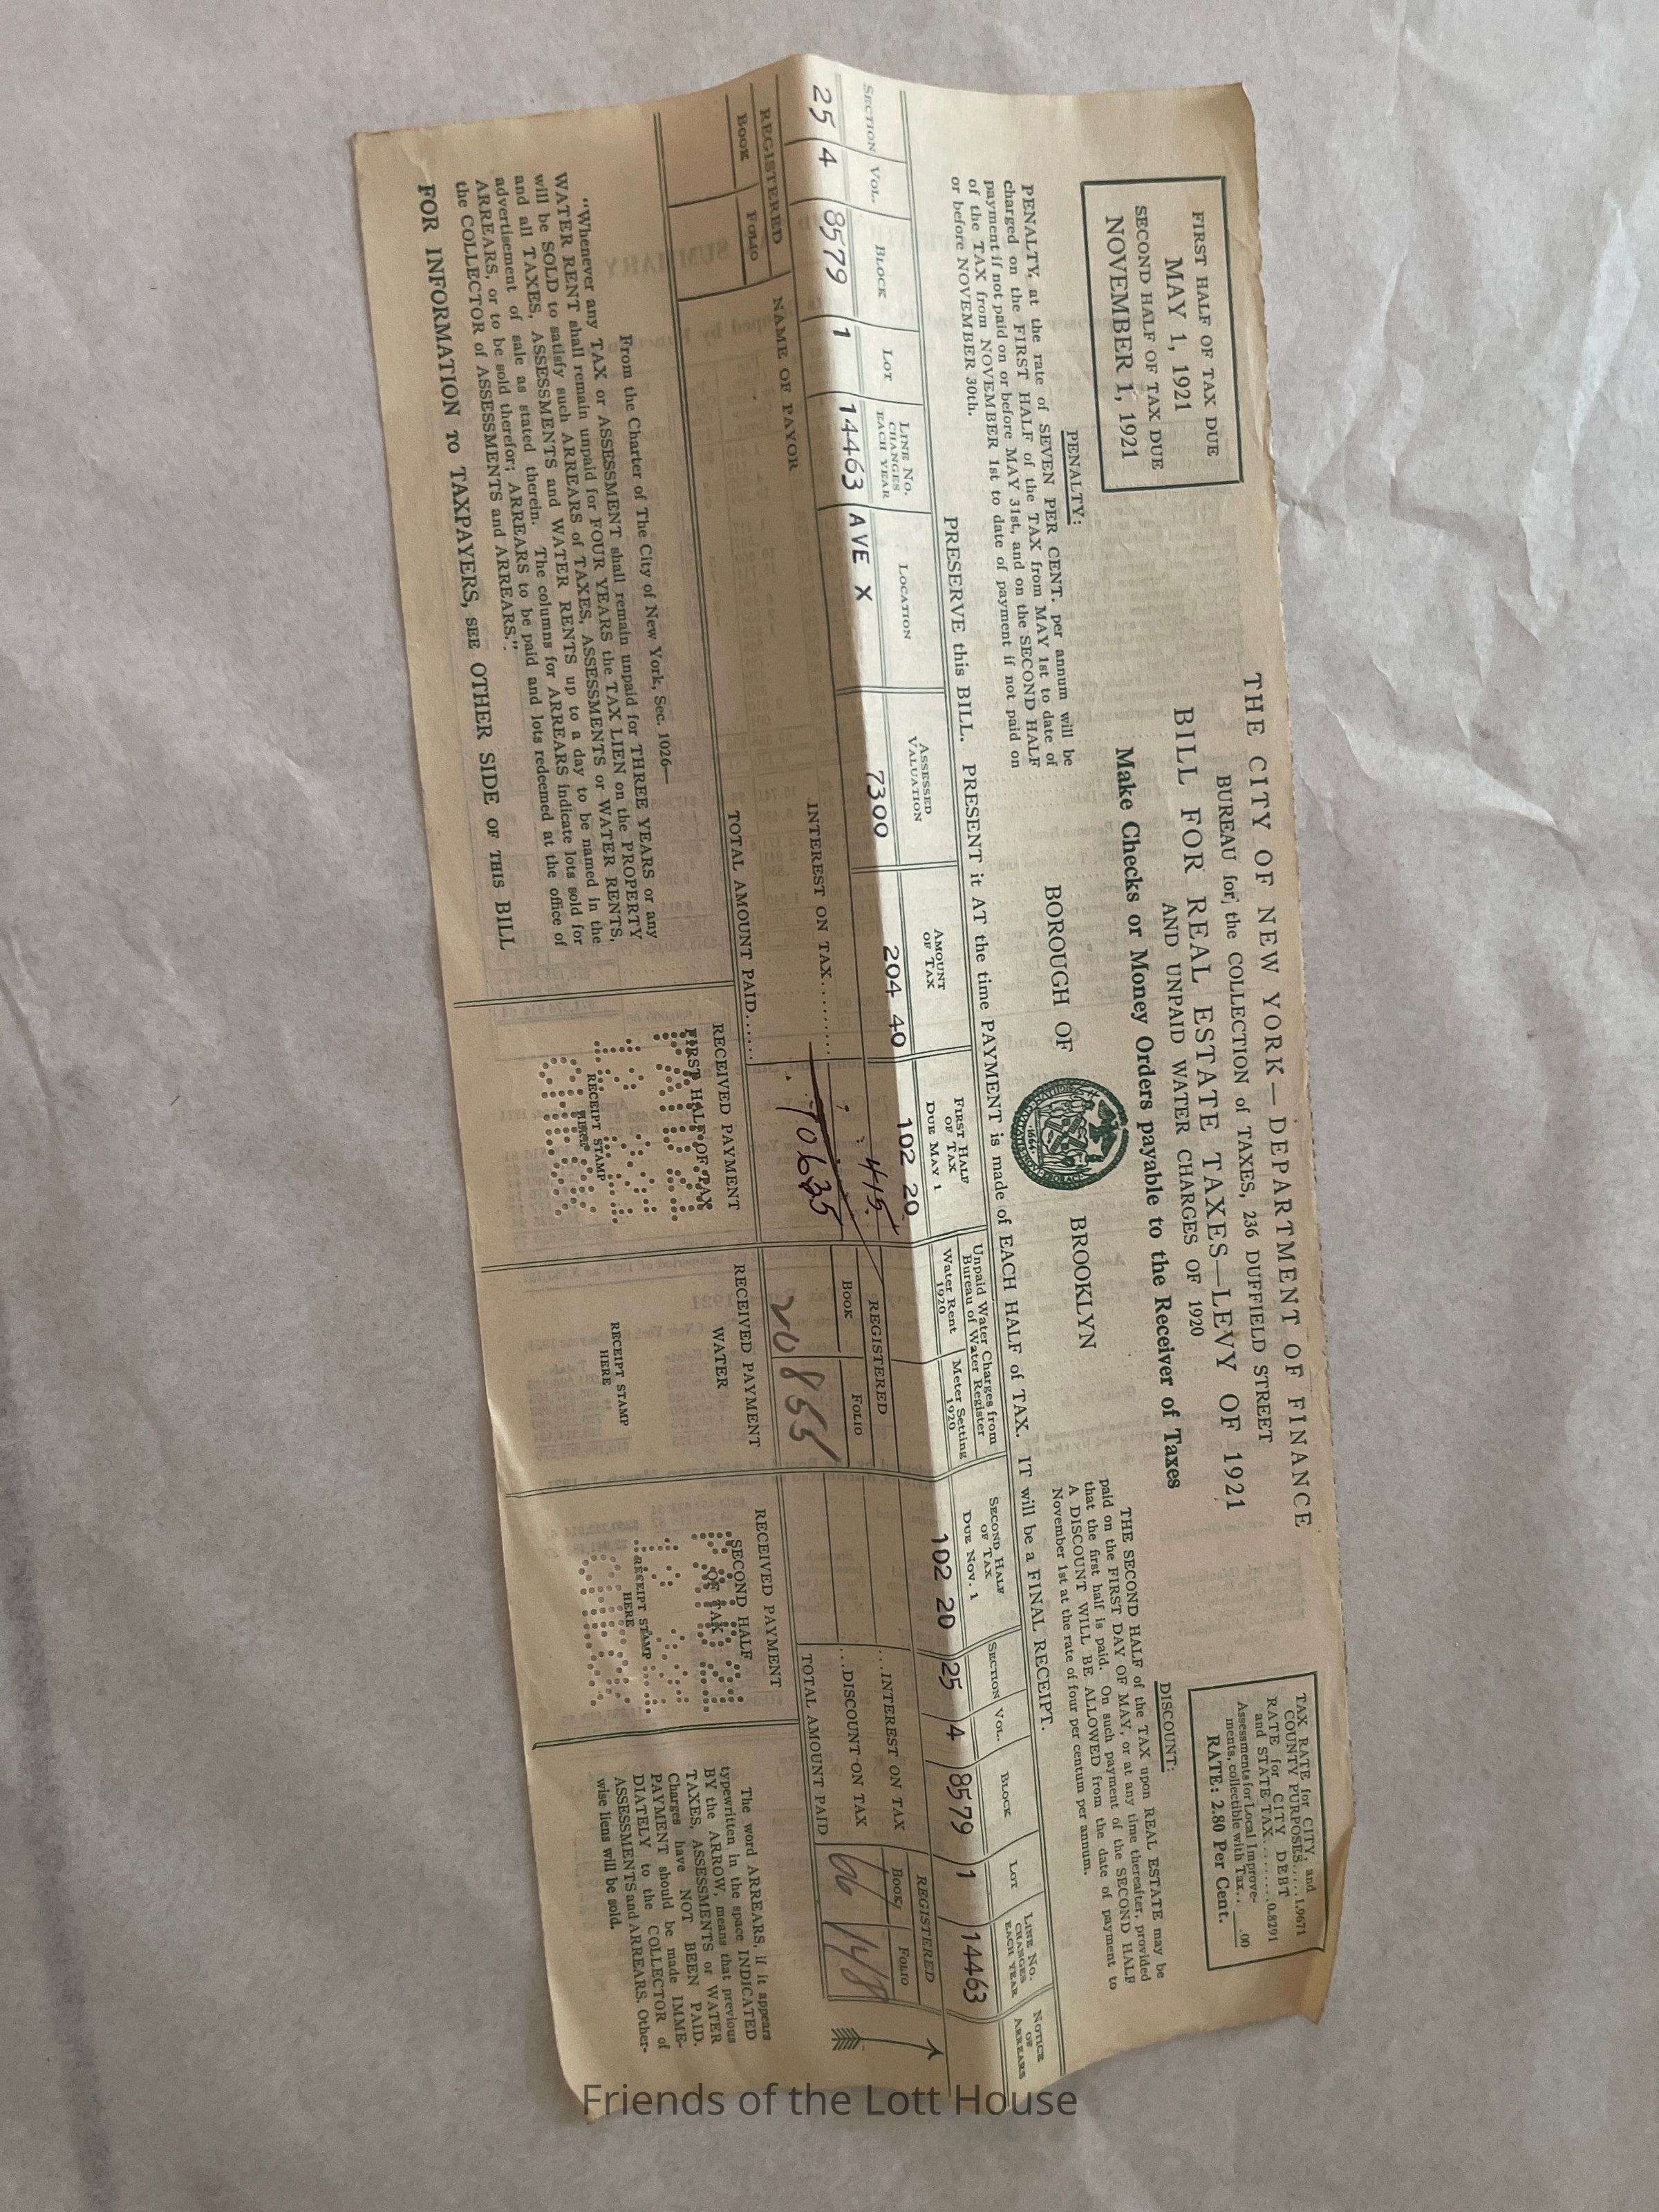 THE CITY OF NEW YORK—DEPARTMENT OF FINANCE
BUREAU for the COLLECTION of TAXES, 236 DUFFIELD STREET
BILL FOR REAL ESTATE TAXES—LEVY OF 1921
AND UNPAID WATER CHARGES OF 1920
Make Checks or Money Orders payable to the Receiver of Taxes
BOROUGH OF BROOKLYN
FIRST HALF OF TAX DUE
MAY 1, 1921
SECOND HALF OF TAX DUE
NOVEMBER 1, 1921
TAX RATE for CITY, and
COUNTY PURPOSES.....1.9671
RATE for CITY DEBT
and STATE TAX........0.8291
Assessments for Local Improve-
ments, collectible with Tax.. .00
RATE: 2.80 Per Cent.
PENALTY:
PENALTY, at the rate of SEVEN PER CENT. per annum will be
charged on the FIRST HALF of the TAX from MAY 1st to date of
payment if not paid on or before MAY 31st, and on the SECOND HALF
of the TAX from NOVEMBER 1st to date of payment if not paid on
or before NOVEMBER 30th.
DISCOUNT:
THE SECOND HALF of the TAX upon REAL ESTATE may be
paid on the FIRST DAY OF MAY, or at any time thereafter, provided
that the first half is paid. On such payment of the SECOND HALF
A DISCOUNT WILL BE ALLOWED from the date of payment to
November 1st at the rate of four per centum per annum.
PRESERVE this BILL. PRESENT it AT the time PAYMENT is made of EACH HALF of TAX. IT will be a FINAL RECEIPT.
SECTION VOL. BLOCK LOT LINE NO. CHANGES EACH YEAR LOCATION ASSESSED VALUATION AMOUNT OF TAX FIRST HALF OF TAX DUE MAY 1 Unpaid Water Charges from Bureau of Water Register Water Rent 1920 Meter Setting 1920 SECOND HALF OF TAX DUE NOV. 1 SECTION VOL. BLOCK LOT LINE NO. CHANGES EACH YEAR NOTICE OF ARREARS
25 4 8579 1 14463 AVE X 7300 204 40 102 20 102 20 25 4 8579 1 14463
REGISTERED
BOOK FOLIO
NAME OF POYOR
INTEREST ON TAX........ 415
TOTAL AMOUNT PAID...... 10635
REGISTERED
BOOK FOLIO
20855
...INTEREST ON TAX
...DISCOUNT ON TAX
TOTAL AMOUNT PAID
REGISTERED
BOOK FOLIO
From the Charter of The City of New York, Sec. 1026—
"Whenever any TAX or ASSESSMENT shall remain unpaid for THREE YEARS or any
WATER RENT shall remain unpaid for FOUR YEARS the TAX LIEN on the PROPERTY
will be SOLD to satisfy such ARREARS of TAXES, ASSESSMENTS or WATER RENTS,
and all TAXES, ASSESSMENTS and WATER RENTS up to a day to be named in the
advertisement of sale as stated therein. The columns for ARREARS indicate lots sold for
ARREARS, or to be sold therefor; ARREARS to be paid and lots redeemed at the office of
the COLLECTOR of ASSESSMENTS and ARREARS."
FOR INFORMATION TO TAXPAYERS, SEE OTHER SIDE OF THIS BILL
RECEIVED PAYMENT
FIRST HALF OF TAX
RECEIPT STAMP
HERE
RECEIVED PAYMENT
WATER
RECEIPT STAMP
HERE
RECEIVED PAYMENT
SECOND HALF
OF TAX
RECEIPT STAMP
HERE
The word ARREARS, if it appears
typewritten in the space INDICATED
BY the ARROW, means that previous
TAXES, ASSESSMENTS or WATER
Charges have NOT BEEN PAID.
PAYMENT should be made IMME-
DIATELY to the COLLECTOR of
ASSESSMENTS and ARREARS. Other-
wise liens will be sold.
Friends of the Lott House